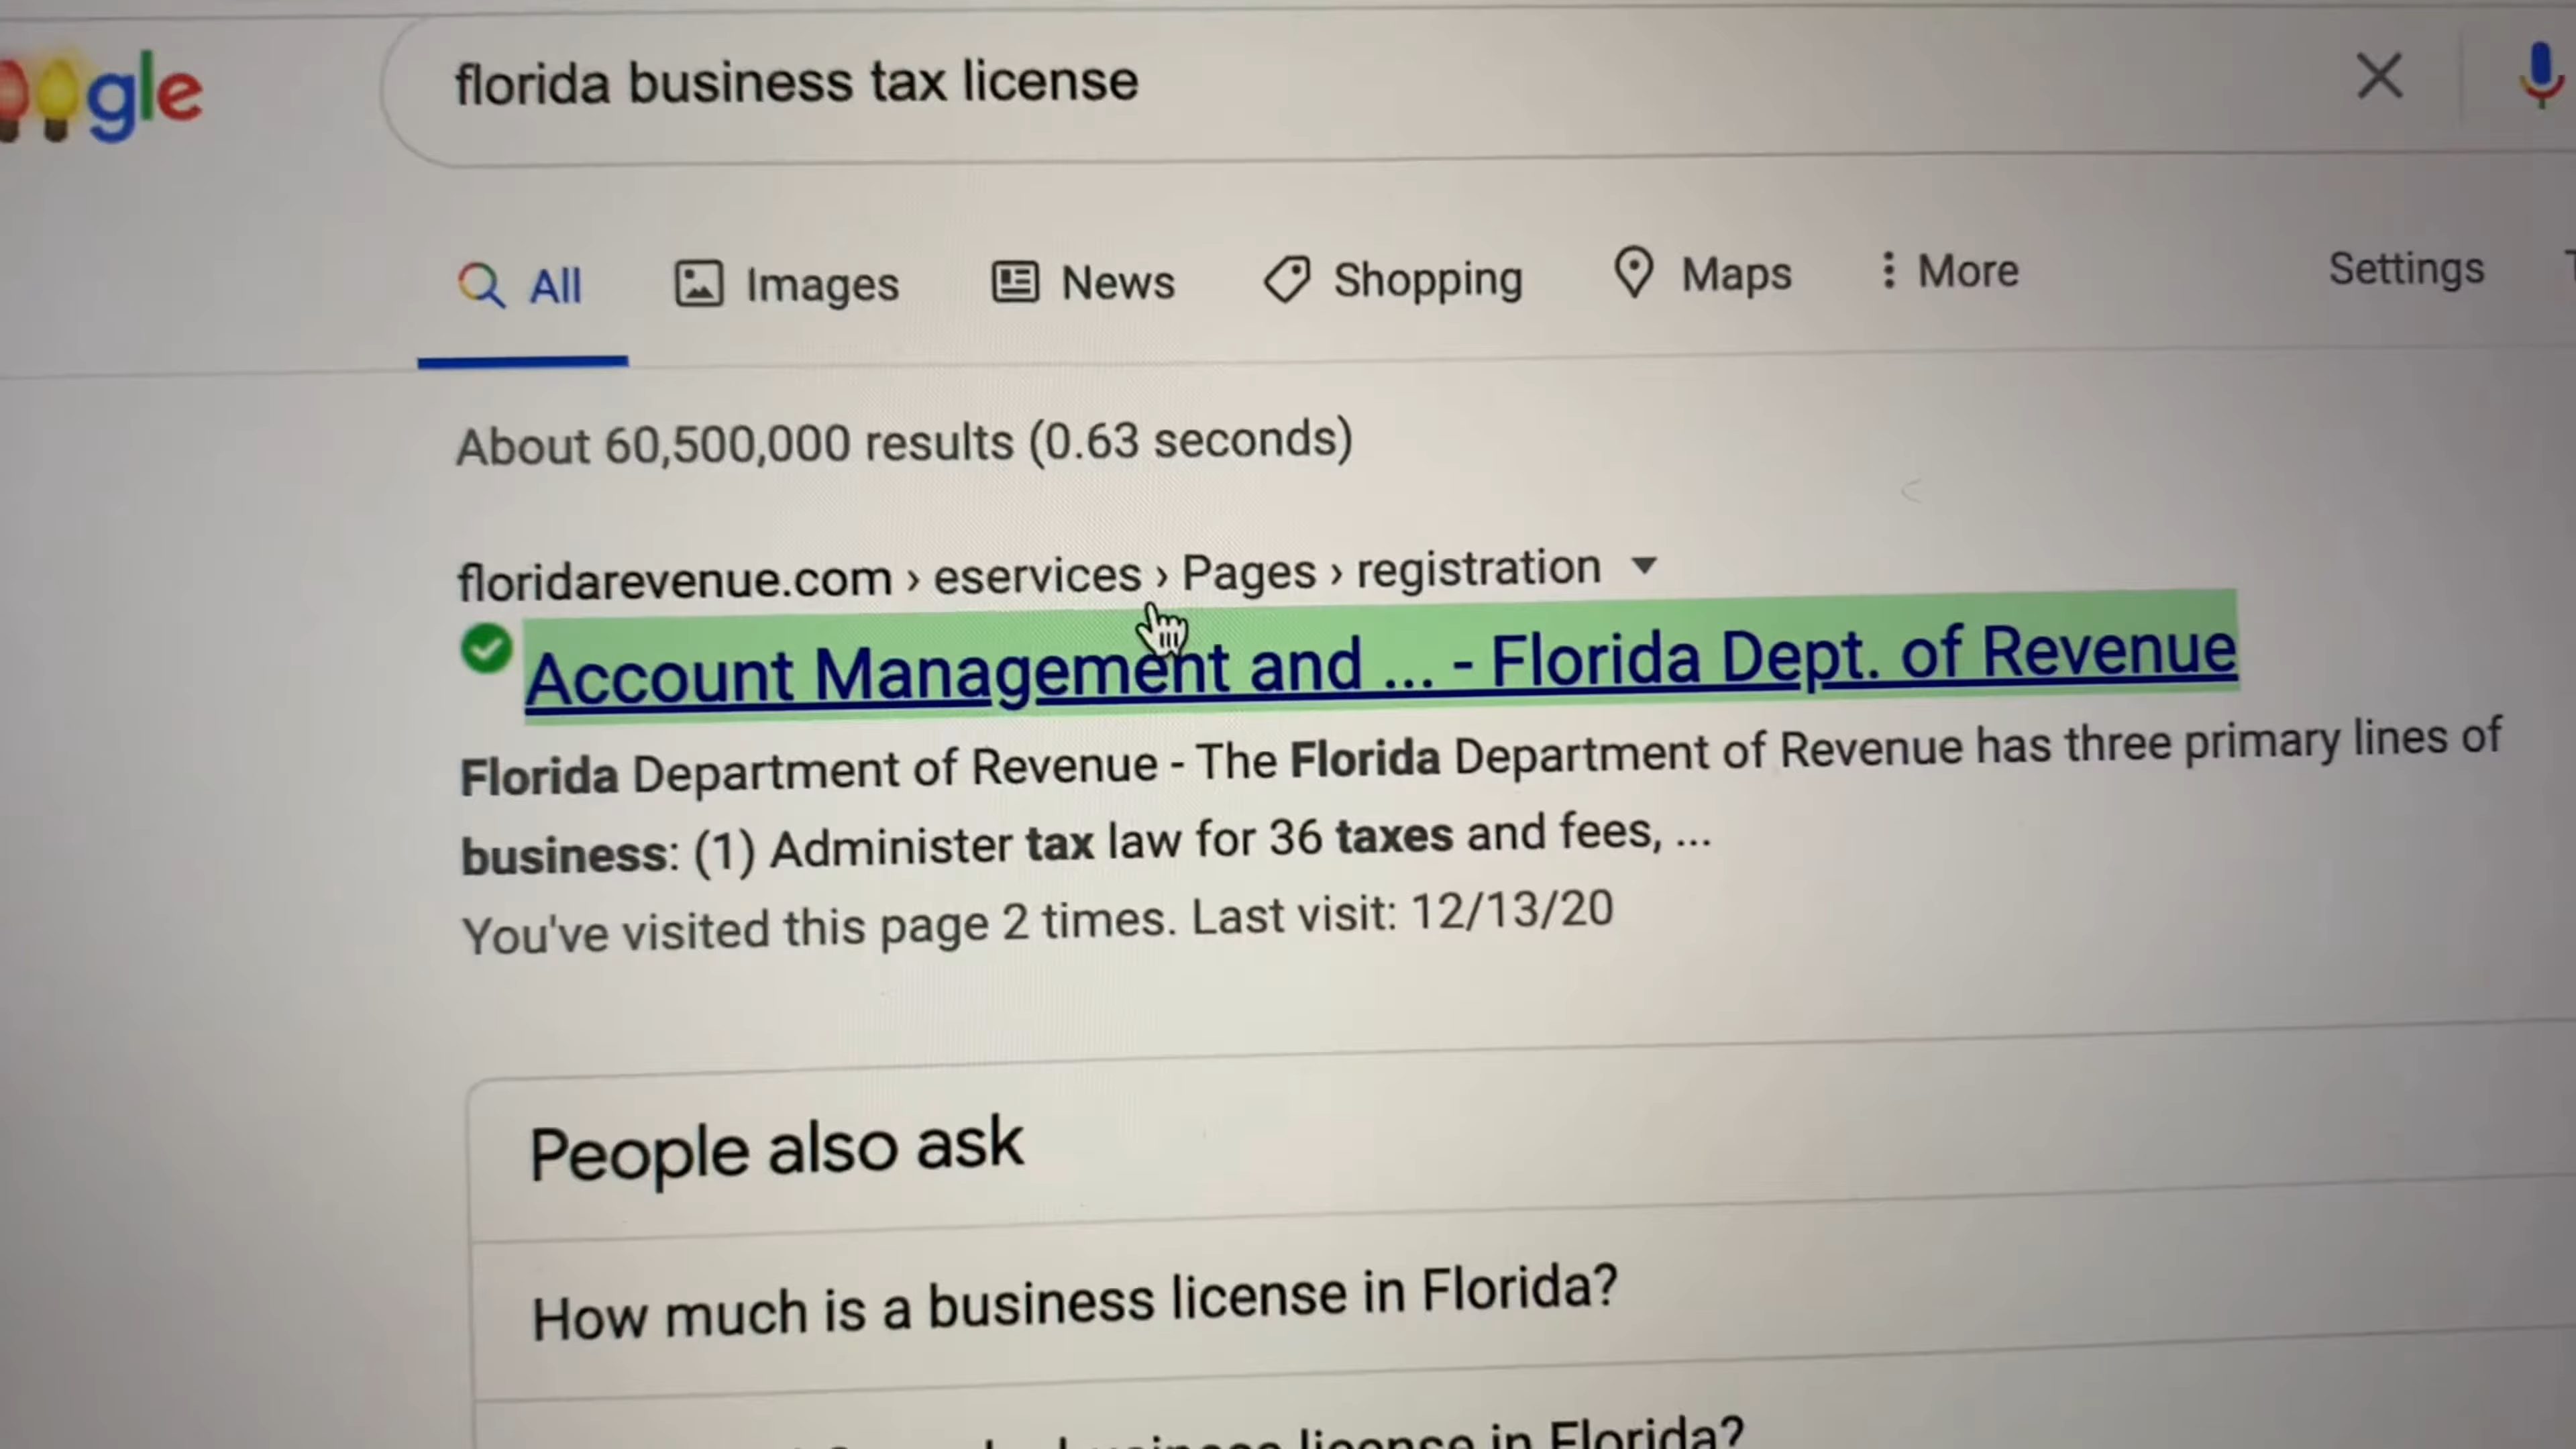 gle
florida business tax license
All Images News Shopping Maps More Settings
About 60,500,000 results (0.63 seconds)
floridarevenue.com › eservices › Pages › registration
Account Management and ... - Florida Dept. of Revenue
Florida Department of Revenue - The Florida Department of Revenue has three primary lines of
business: (1) Administer tax law for 36 taxes and fees, ...
You've visited this page 2 times. Last visit: 12/13/20
People also ask
How much is a business license in Florida?
license in Florida?